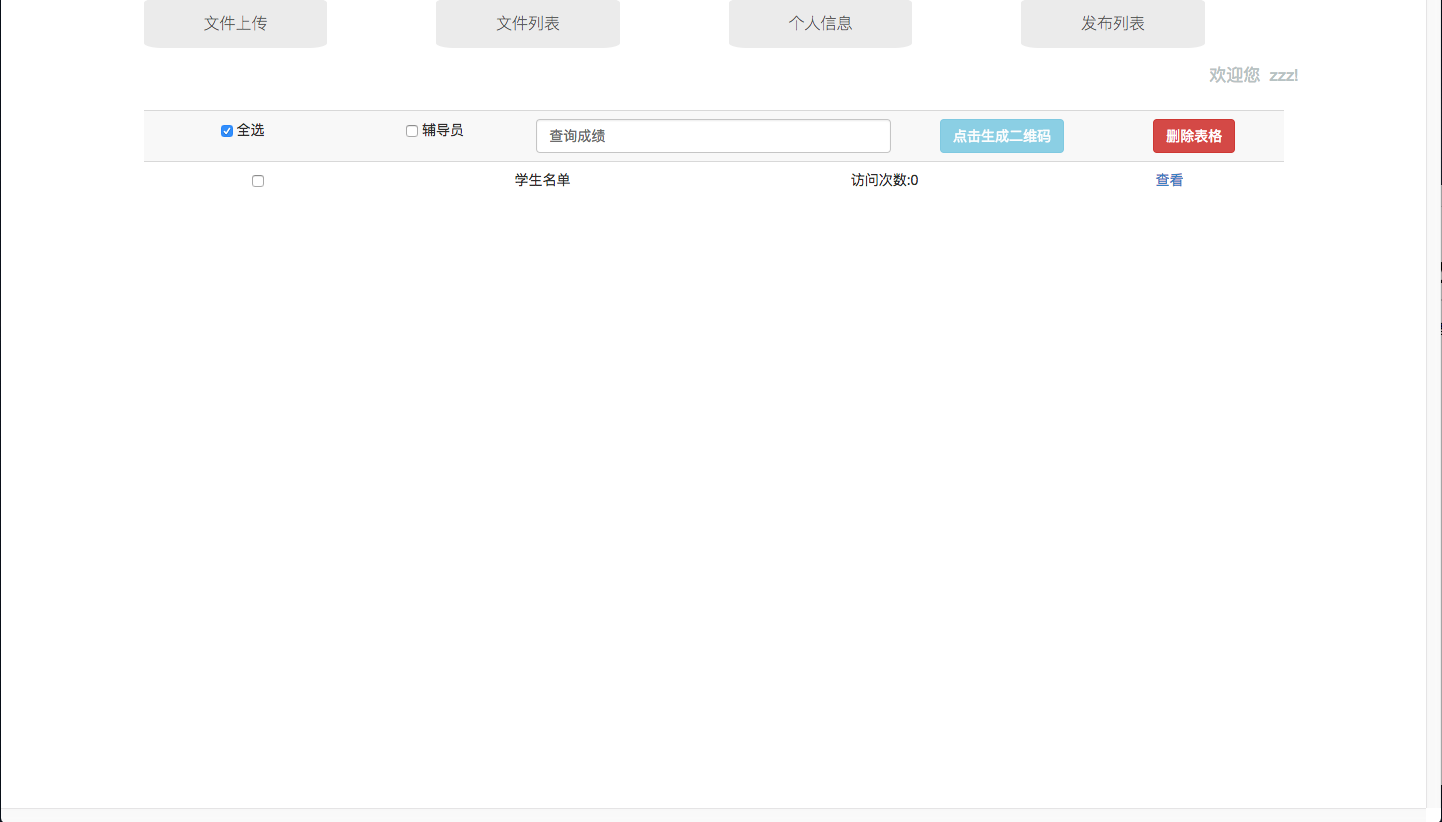 文件上传 文件列表 个人信息 发布列表
欢迎您 zzz!
全选 辅导员 查询成绩 点击生成二维码 删除表格
学生名单 访问次数:0 查看